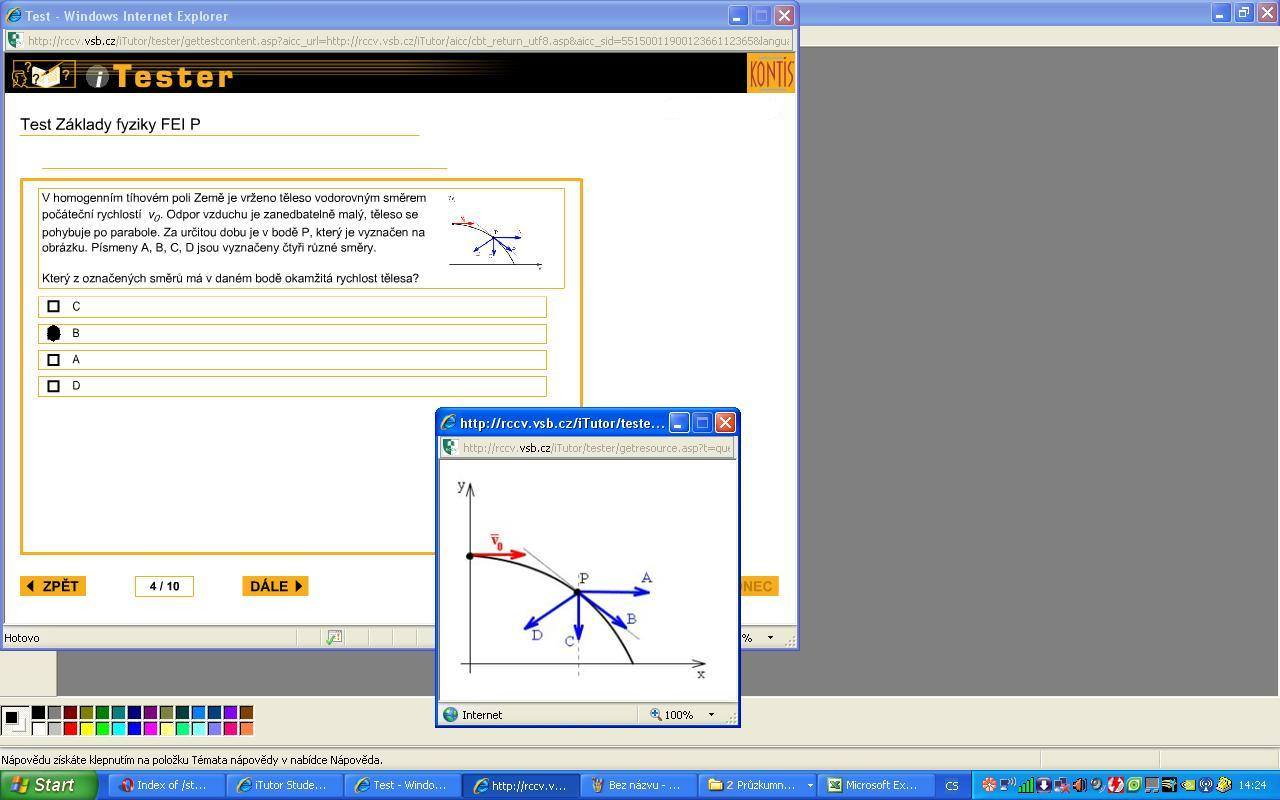 Test - Windows Internet Explorer
http://rccv.vsb.cz/iTutor/tester/gettestcontent.asp?aicc_url=http://rccv.vsb.cz/iTutor/aicc/cbt_return_utf8.asp&aicc_sid=55150011900123661123​65&langua
i Tester
KONTIS
Test Základy fyziky FEI P
V homogenním tíhovém poli Země je vrženo těleso vodorovným směrem
počáteční rychlostí v0. Odpor vzduchu je zanedbatelně malý, těleso se
pohybuje po parabole. Za určitou dobu je v bodě P, který je vyznačen na
obrázku. Písmeny A, B, C, D jsou vyznačeny čtyři různé směry.
Který z označených směrů má v daném bodě okamžitá rychlost tělesa?
C
B
A
D
ZPĚT
4 / 10
DÁLE
NEC
Hotovo
%
http://rccv.vsb.cz/iTutor/teste...
http://rccv.vsb.cz/iTutor/tester/getresource.asp?t=que
y
v0
P
A
B
D
C
x
Internet
100%
Nápovědu získáte klepnutím na položku Témata nápovědy v nabídce Nápověda.
Start
Index of /st...
iTutor Stude...
Test - Windo...
http://rccv.v...
Bez názvu - ...
2 Průzkumn...
Microsoft Ex...
CS
14:24